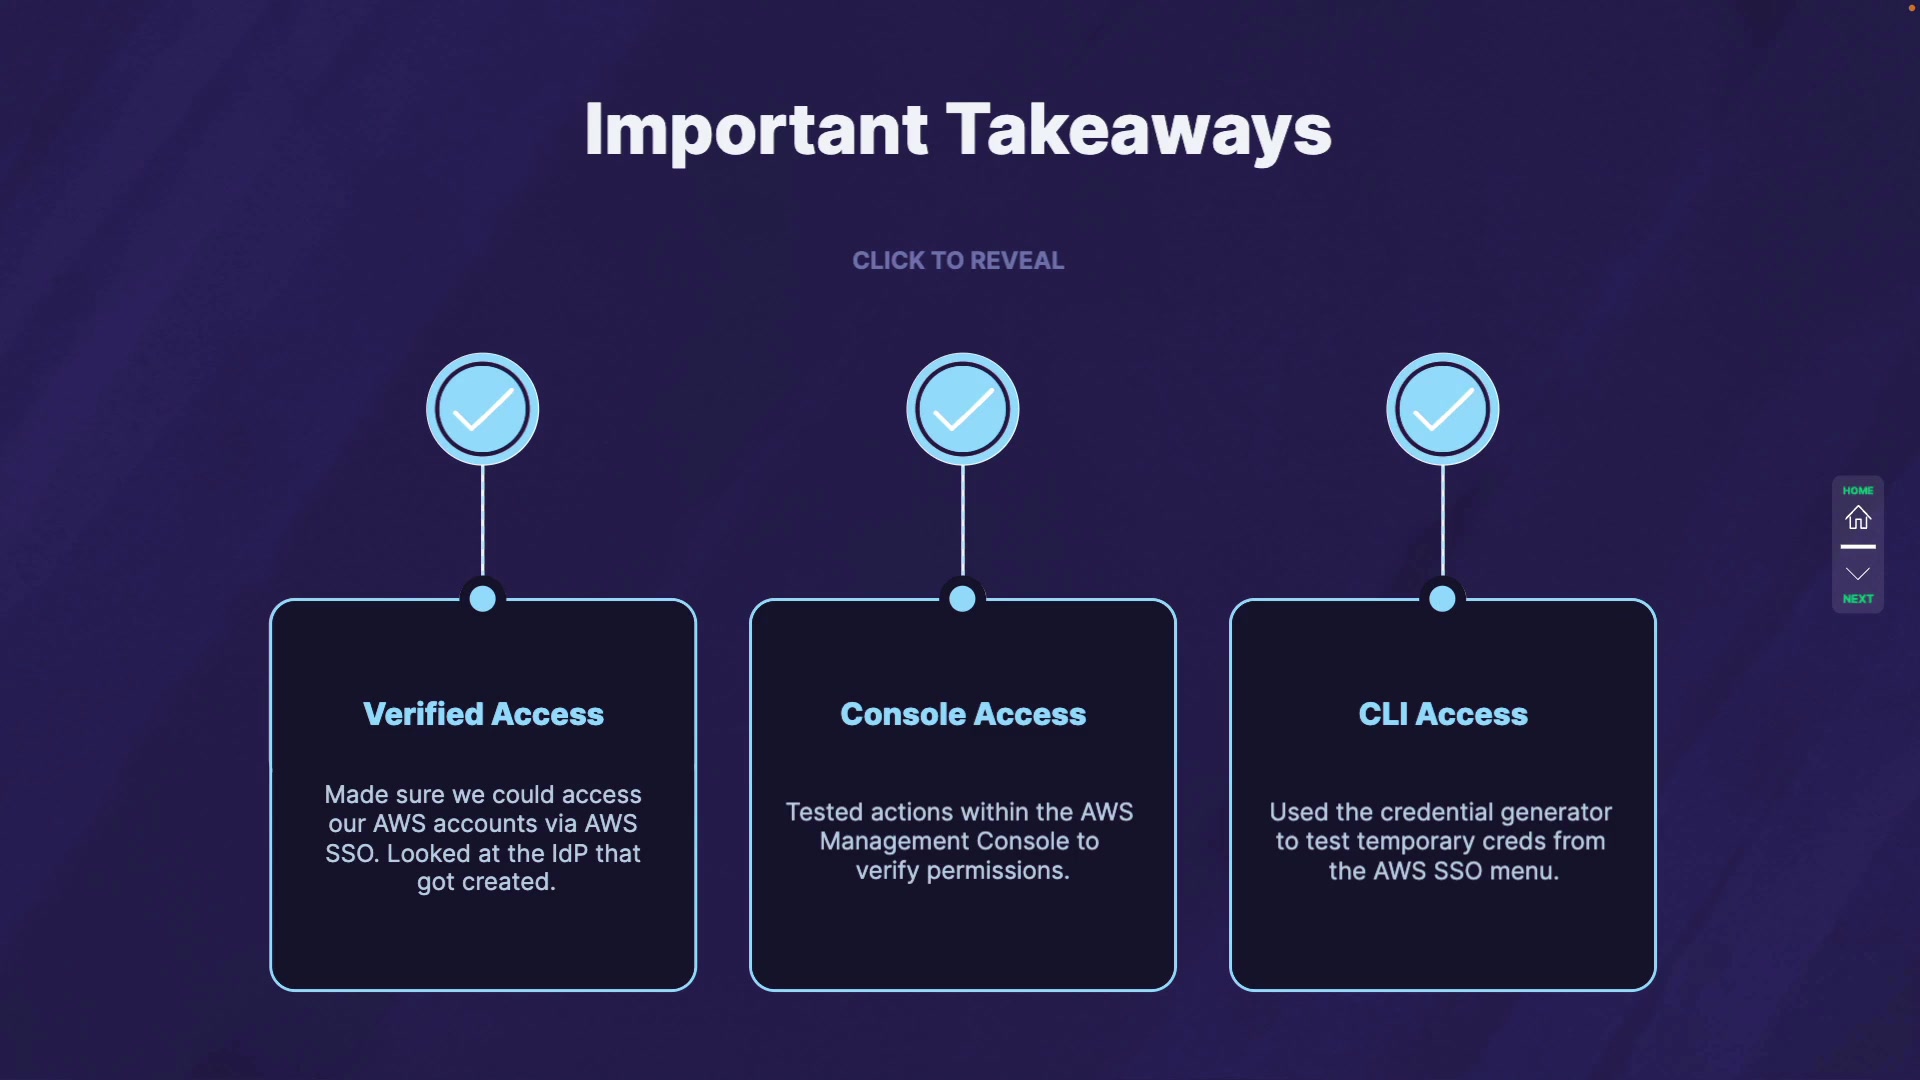 Important Takeaways
CLICK TO REVEAL
Verified Access
Made sure we could access
our AWS accounts via AWS
SSO. Looked at the IdP that
got created.
Console Access
Tested actions within the AWS
Management Console to
verify permissions.
CLI Access
Used the credential generator
to test temporary creds from
the AWS SSO menu.
HOME
NEXT